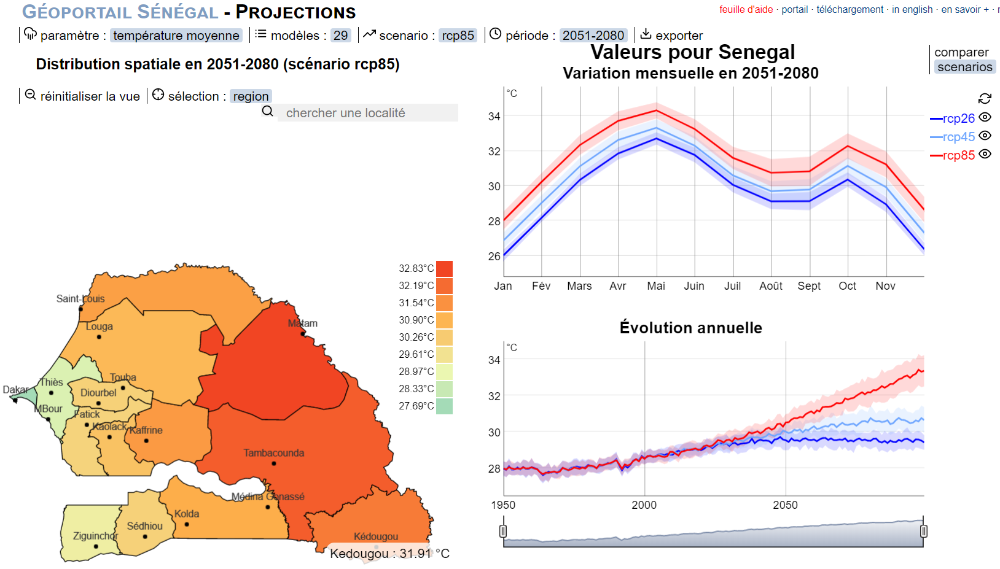 GÉOPORTAIL SÉNÉGAL - PROJECTIONS
feuille d'aide · portail · téléchargement · in english · en savoir + ·
paramètre : température moyenne modèles : 29 scenario : rcp85 période : 2051-2080 exporter
Distribution spatiale en 2051-2080 (scénario rcp85)
réinitialiser la vue sélection : region
chercher une localité
32.83°C
32.19°C
31.54°C
30.90°C
30.26°C
29.61°C
28.97°C
28.33°C
27.69°C
Saint-Louis
Matam
Louga
Touba
Thiès
Dakar
Diourbel
MBour
Fatick
Kaolack
Kaffrine
Tambacounda
Médina Gonassé
Kolda
Sédhiou
Ziguinchor
Kédougou
Kedougou : 31.91 °C
Valeurs pour Senegal
Variation mensuelle en 2051-2080
°C
34
32
30
28
26
Jan Fév Mars Avr Mai Juin Juil Août Sept Oct Nov
comparer
scenarios
rcp26
rcp45
rcp85
Évolution annuelle
°C
34
32
30
28
1950 2000 2050